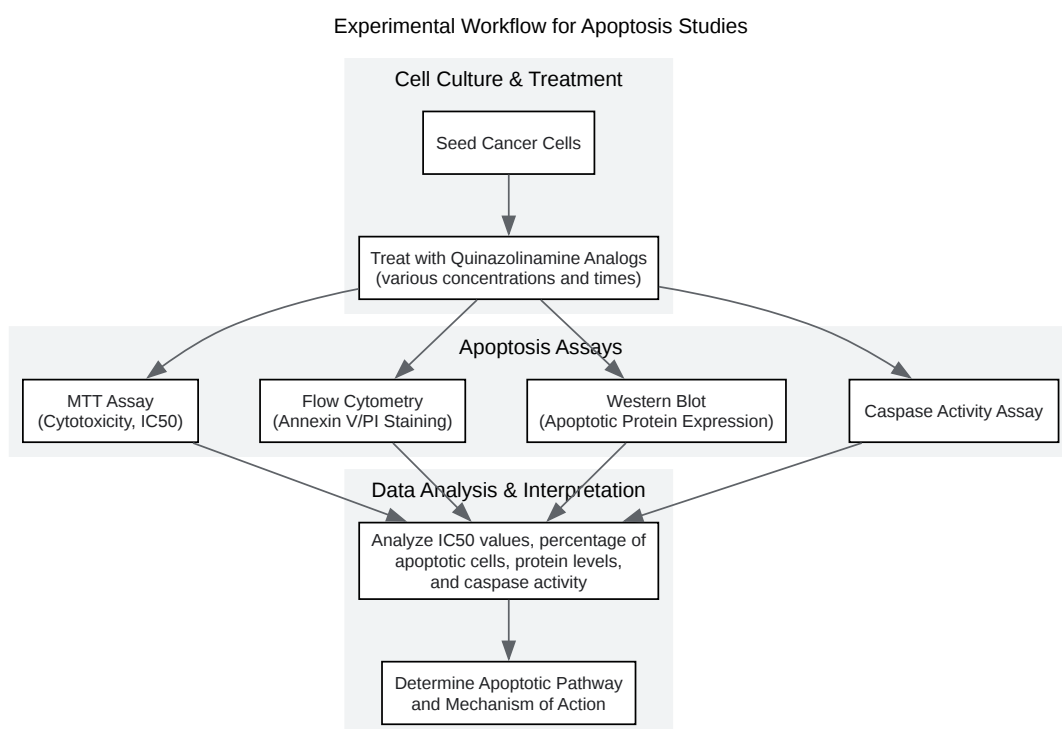 Experimental Workflow for Apoptosis Studies
Cell Culture & Treatment
Seed Cancer Cells
Treat with Quinazolinamine Analogs
(various concentrations and times)
Apoptosis Assays
MTT Assay
(Cytotoxicity, IC50)
Flow Cytometry
(Annexin V/PI Staining)
Western Blot
(Apoptotic Protein Expression)
Caspase Activity Assay
Data Analysis & Interpretation
Analyze IC50 values, percentage of
apoptotic cells, protein levels,
and caspase activity
Determine Apoptotic Pathway
and Mechanism of Action